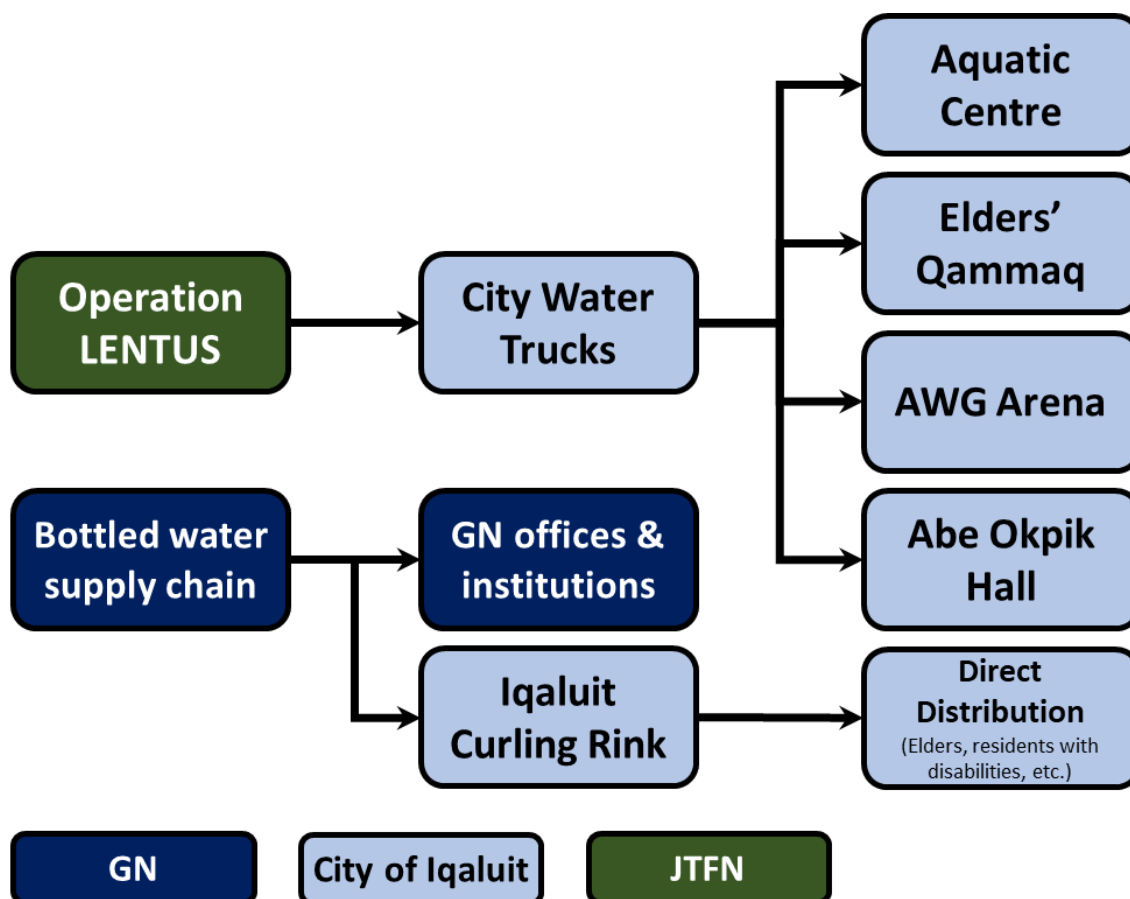 Aquatic
Centre
Elders’
Qammaq
Operation
LENTUS
City Water
Trucks
AWG Arena
Bottled water
supply chain
GN offices &
institutions
Abe Okpik
Hall
Iqaluit
Curling Rink
Direct
Distribution
(Elders, residents with
disabilities, etc.)
GN
City of Iqaluit
JTFN